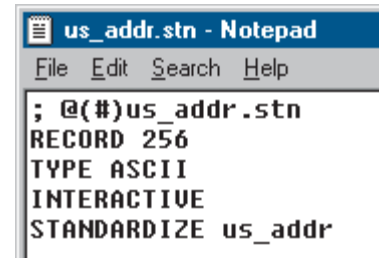 us_addr.stn - Notepad
File Edit Search Help
; @(#)us_addr.stn
RECORD 256
TYPE ASCII
INTERACTIVE
STANDARDIZE us_addr